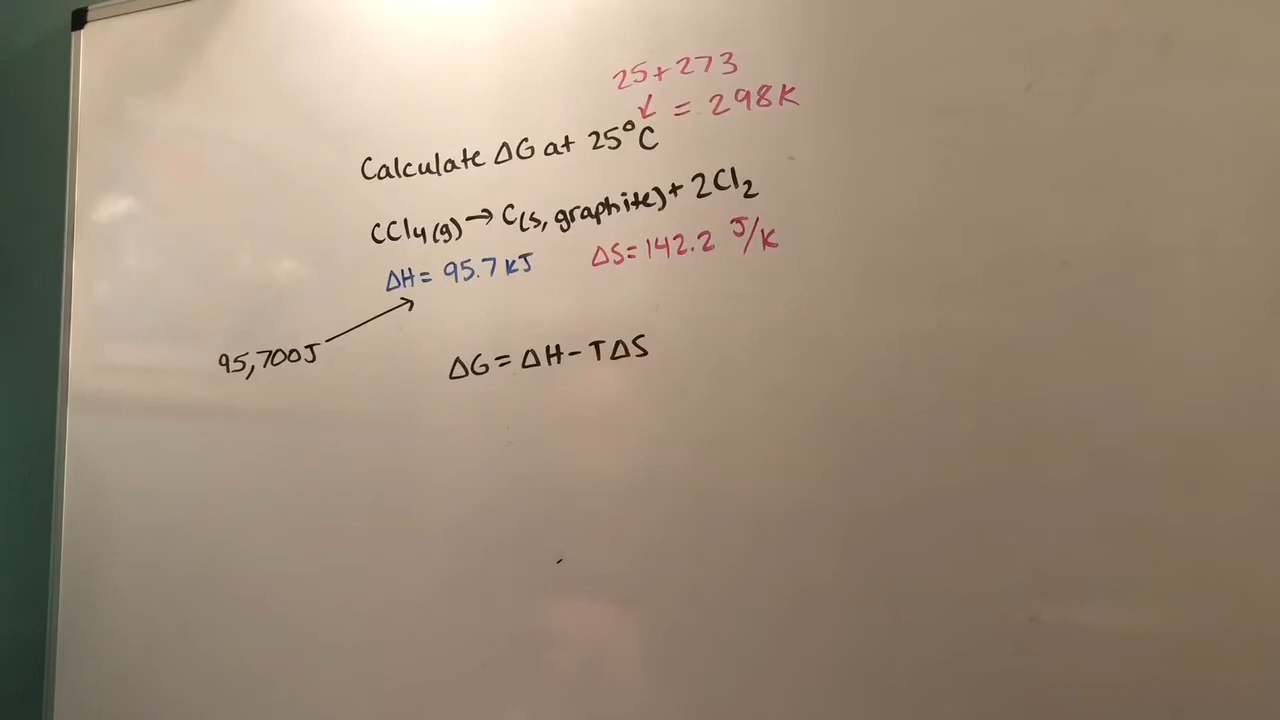 25+273
↙ = 298K
Calculate ΔG at 25°C
CCl4(g) → C(s, graphite) + 2Cl2
ΔH = 95.7 kJ ΔS = 142.2 J/K
95,700J
ΔG = ΔH - TΔS